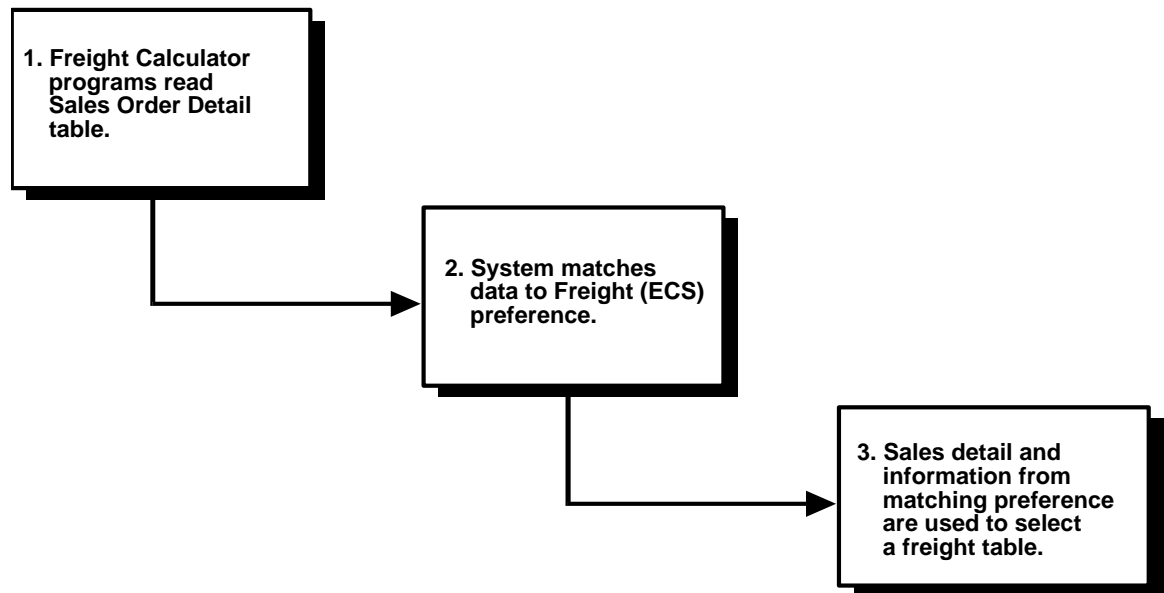 1. Freight Calculator
programs read
Sales Order Detail
table.
2. System matches
data to Freight (ECS)
preference.
3. Sales detail and
information from
matching preference
are used to select
a freight table.